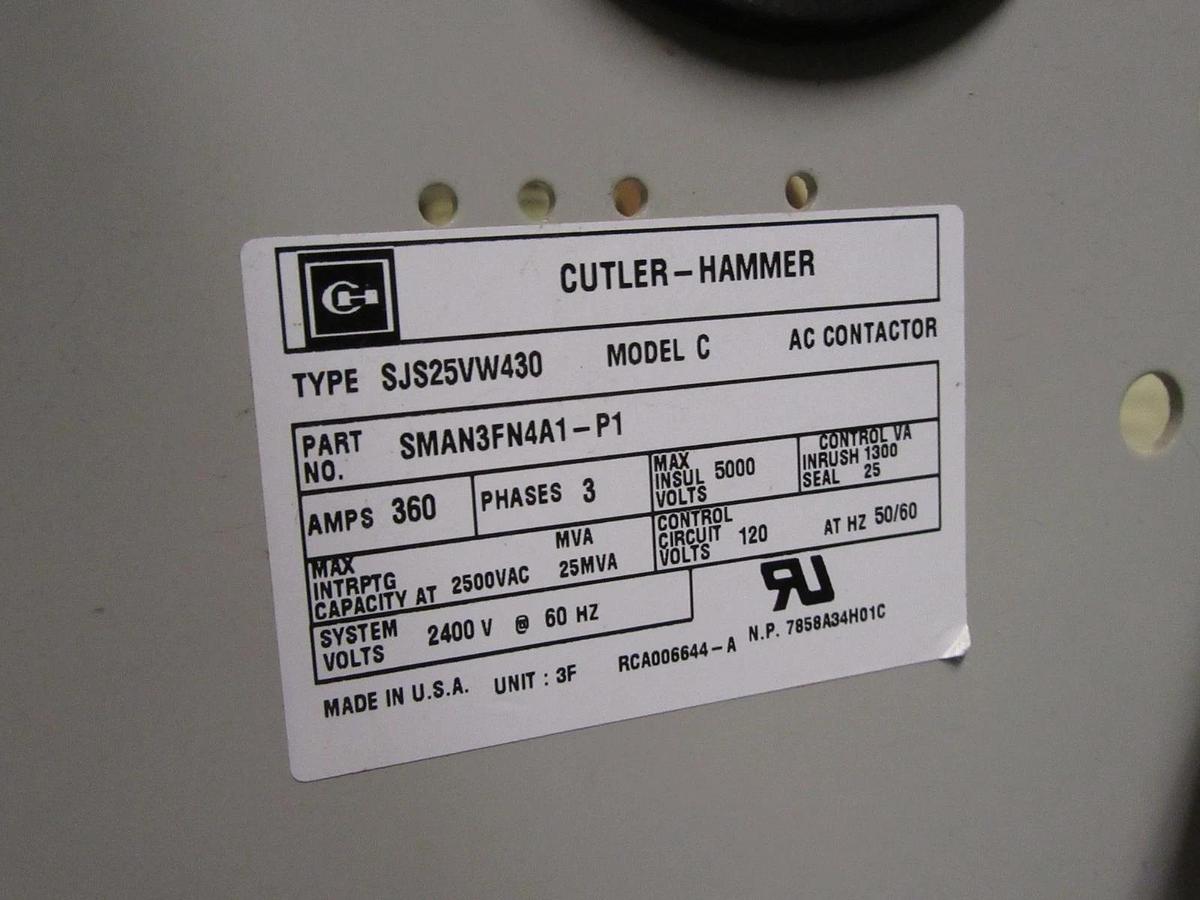 CH
CUTLER-HAMMER
TYPE SJS25VW430 MODEL C AC CONTACTOR
PART NO. SMAN3FN4A1-P1
AMPS 360 PHASES 3
MAX INSUL VOLTS 5000
CONTROL VA
INRUSH 1300
SEAL 25
MAX INTRPTG CAPACITY AT 2500VAC MVA 25MVA
CONTROL CIRCUIT VOLTS 120 AT HZ 50/60
SYSTEM VOLTS 2400 V @ 60 HZ
RU
MADE IN U.S.A. UNIT : 3F RCA006644-A N.P. 7858A34H01C